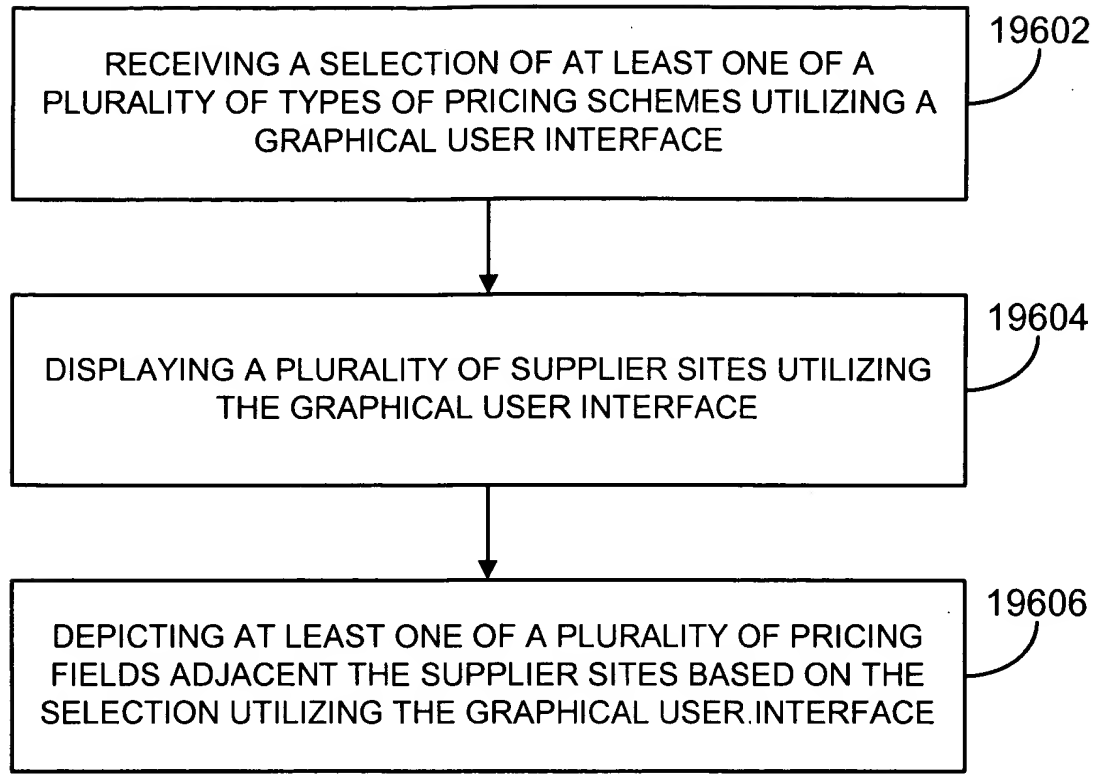 19602
RECEIVING A SELECTION OF AT LEAST ONE OF A
PLURALITY OF TYPES OF PRICING SCHEMES UTILIZING A
GRAPHICAL USER INTERFACE
19604
DISPLAYING A PLURALITY OF SUPPLIER SITES UTILIZING
THE GRAPHICAL USER INTERFACE
19606
DEPICTING AT LEAST ONE OF A PLURALITY OF PRICING
FIELDS ADJACENT THE SUPPLIER SITES BASED ON THE
SELECTION UTILIZING THE GRAPHICAL USER.INTERFACE